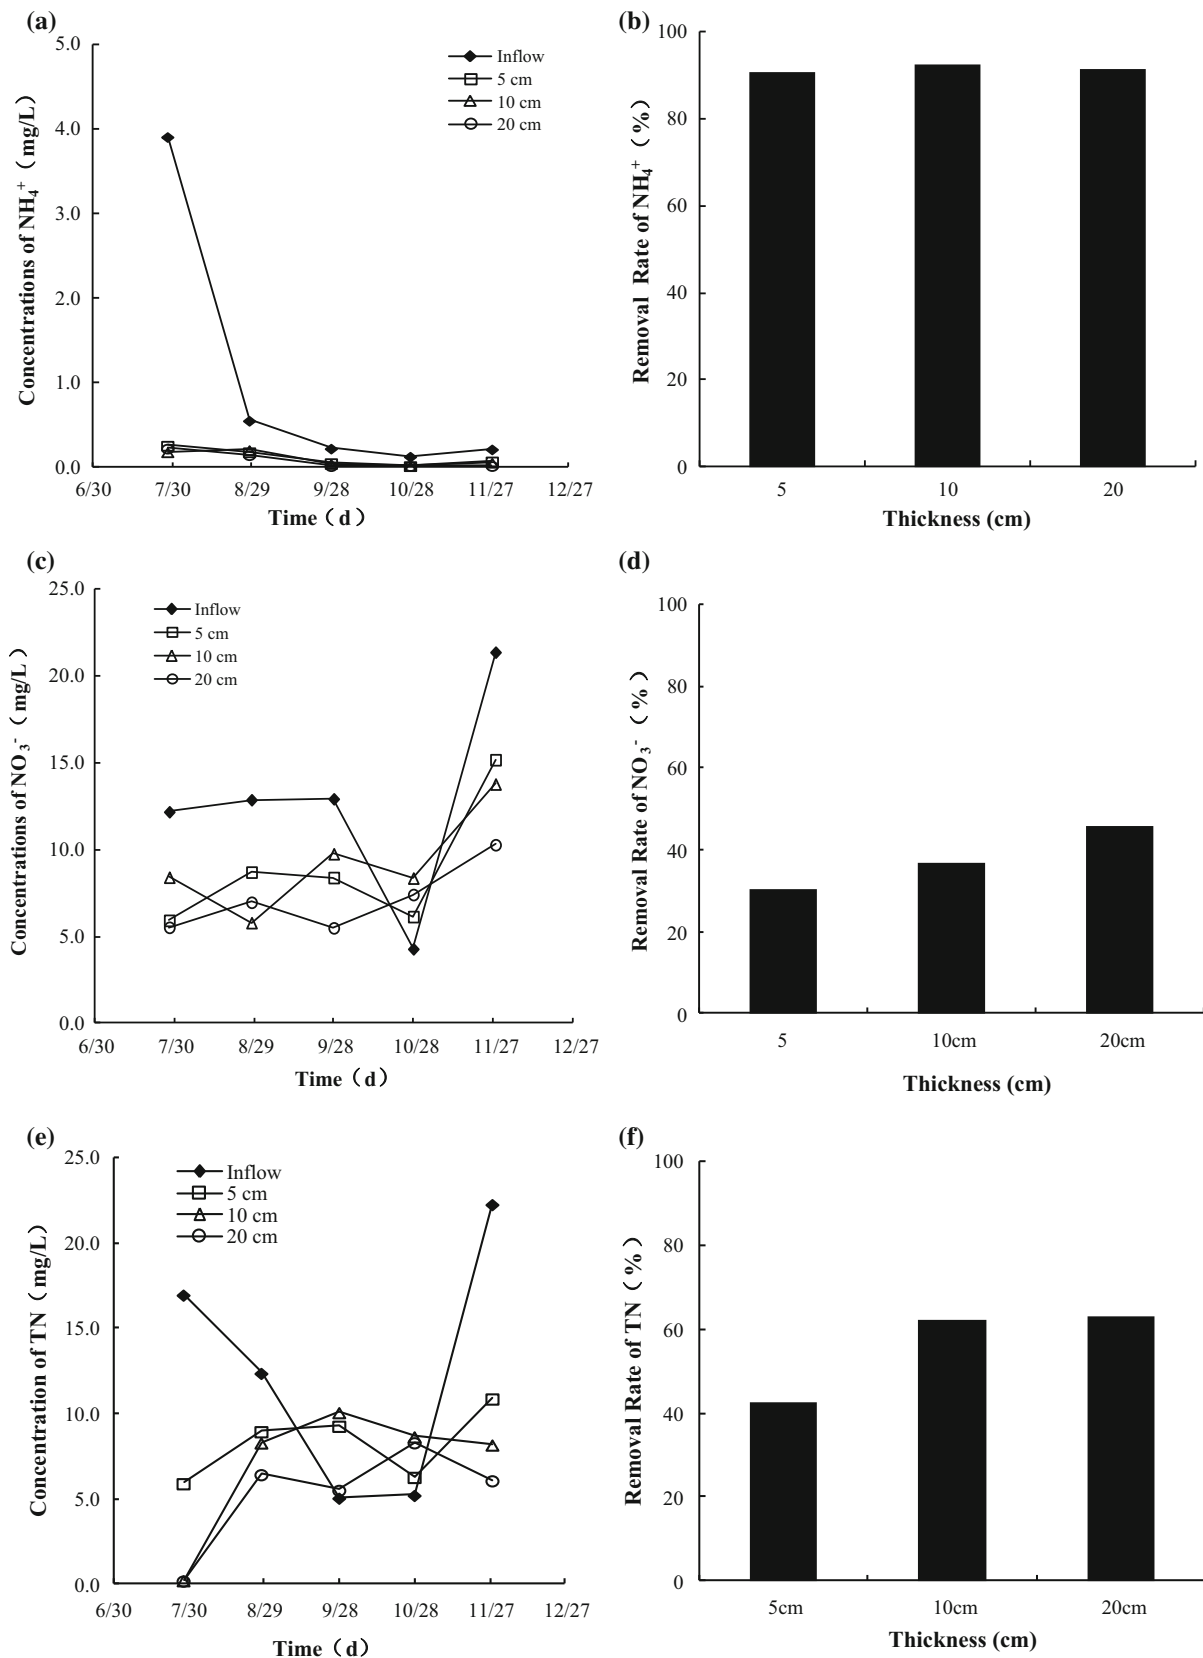 (a)
5.0
4.0
3.0
2.0
1.0
0.0
Concentrations of NH4+（mg/L）
Inflow
5 cm
10 cm
20 cm
6/30 7/30 8/29 9/28 10/28 11/27 12/27
Time（d）
(b)
100
80
60
40
20
0
Removal Rate of NH4+（%）
5 10 20
Thickness (cm)
(c)
25.0
20.0
15.0
10.0
5.0
0.0
Concentrations of NO3-（mg/L）
Inflow
5 cm
10 cm
20 cm
6/30 7/30 8/29 9/28 10/28 11/27 12/27
Time（d）
(d)
100
80
60
40
20
0
Removal Rate of NO3-（%）
5 10cm 20cm
Thickness (cm)
(e)
25.0
20.0
15.0
10.0
5.0
0.0
Concentration of TN（mg/L）
Inflow
5 cm
10 cm
20 cm
6/30 7/30 8/29 9/28 10/28 11/27 12/27
Time（d）
(f)
100
80
60
40
20
0
Removal Rate of TN（%）
5cm 10cm 20cm
Thickness (cm)